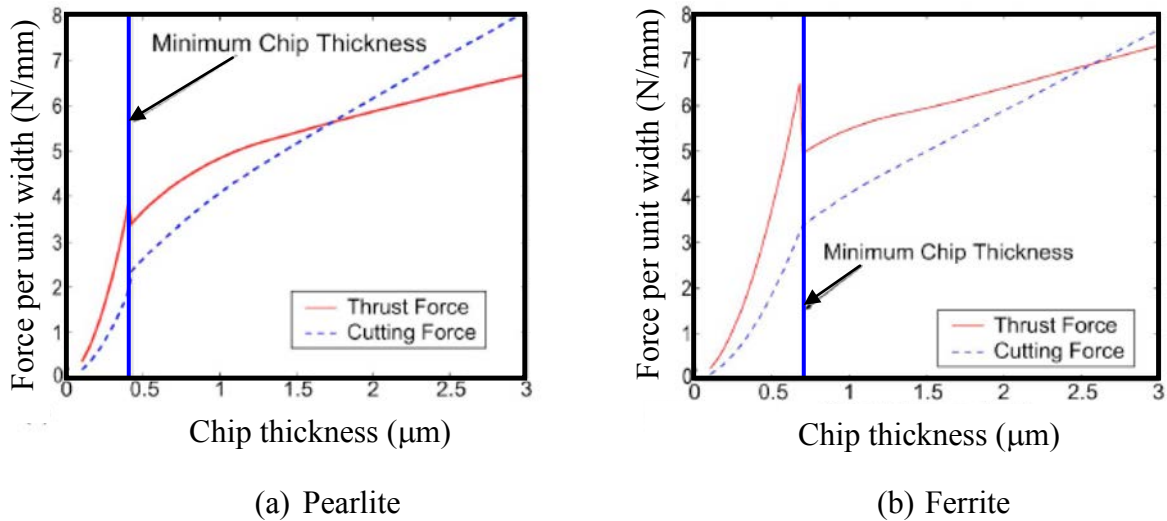 Force per unit width (N/mm)
8
7
6
5
4
3
2
1
0
Minimum Chip Thickness
Thrust Force
Cutting Force
0
0.5
1
1.5
2
2.5
3
Chip thickness (μm)
(a) Pearlite
Force per unit width (N/mm)
8
7
6
5
4
3
2
1
0
Minimum Chip Thickness
Thrust Force
Cutting Force
0
0.5
1
1.5
2
2.5
3
Chip thickness (μm)
(b) Ferrite